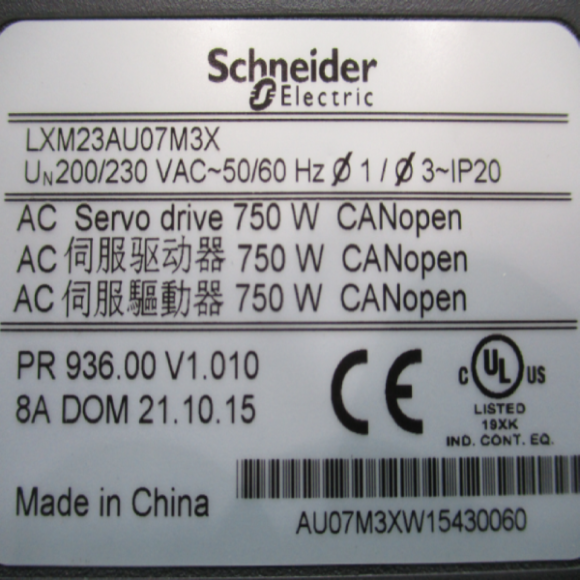 Schneider
Electric
LXM23AU07M3X
UN200/230 VAC~50/60 Hz Ø 1 / Ø 3~IP20
AC Servo drive 750 W CANopen
AC 伺服驱动器 750 W CANopen
AC 伺服驅動器 750 W CANopen
PR 936.00 V1.010
8A DOM 21.10.15
CE
C UL US
LISTED
19XK
IND. CONT. EQ.
Made in China
AU07M3XW15430060